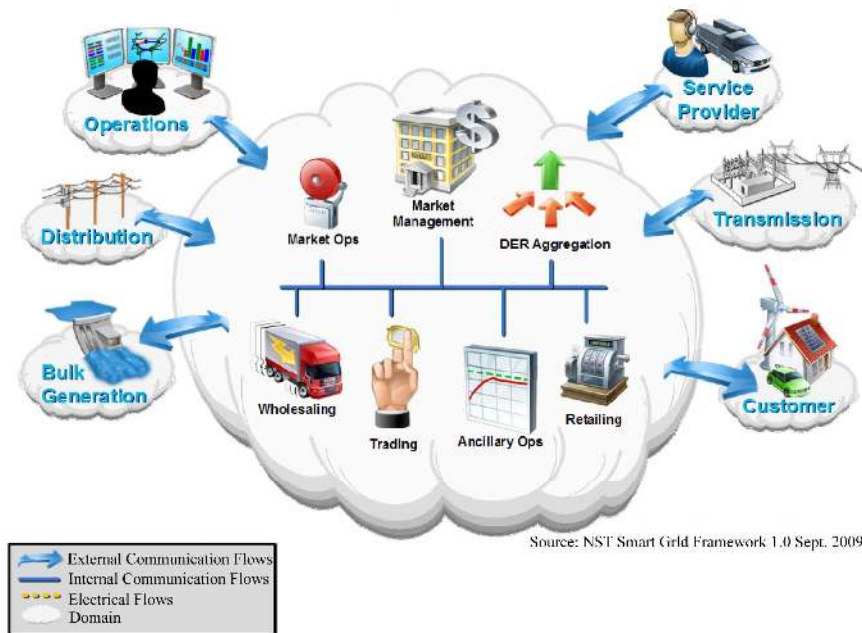 Operations
Service
Provider
Market
Management
Market Ops
DER Aggregation
Distribution
Transmission
Bulk
Generation
Wholesaling
Trading
Ancillary Ops
Retailing
Customer
Source: NST Smart Grld Framework 1.0 Sept. 2009
External Communication Flows
Internal Communication Flows
Electrical Flows
Domain